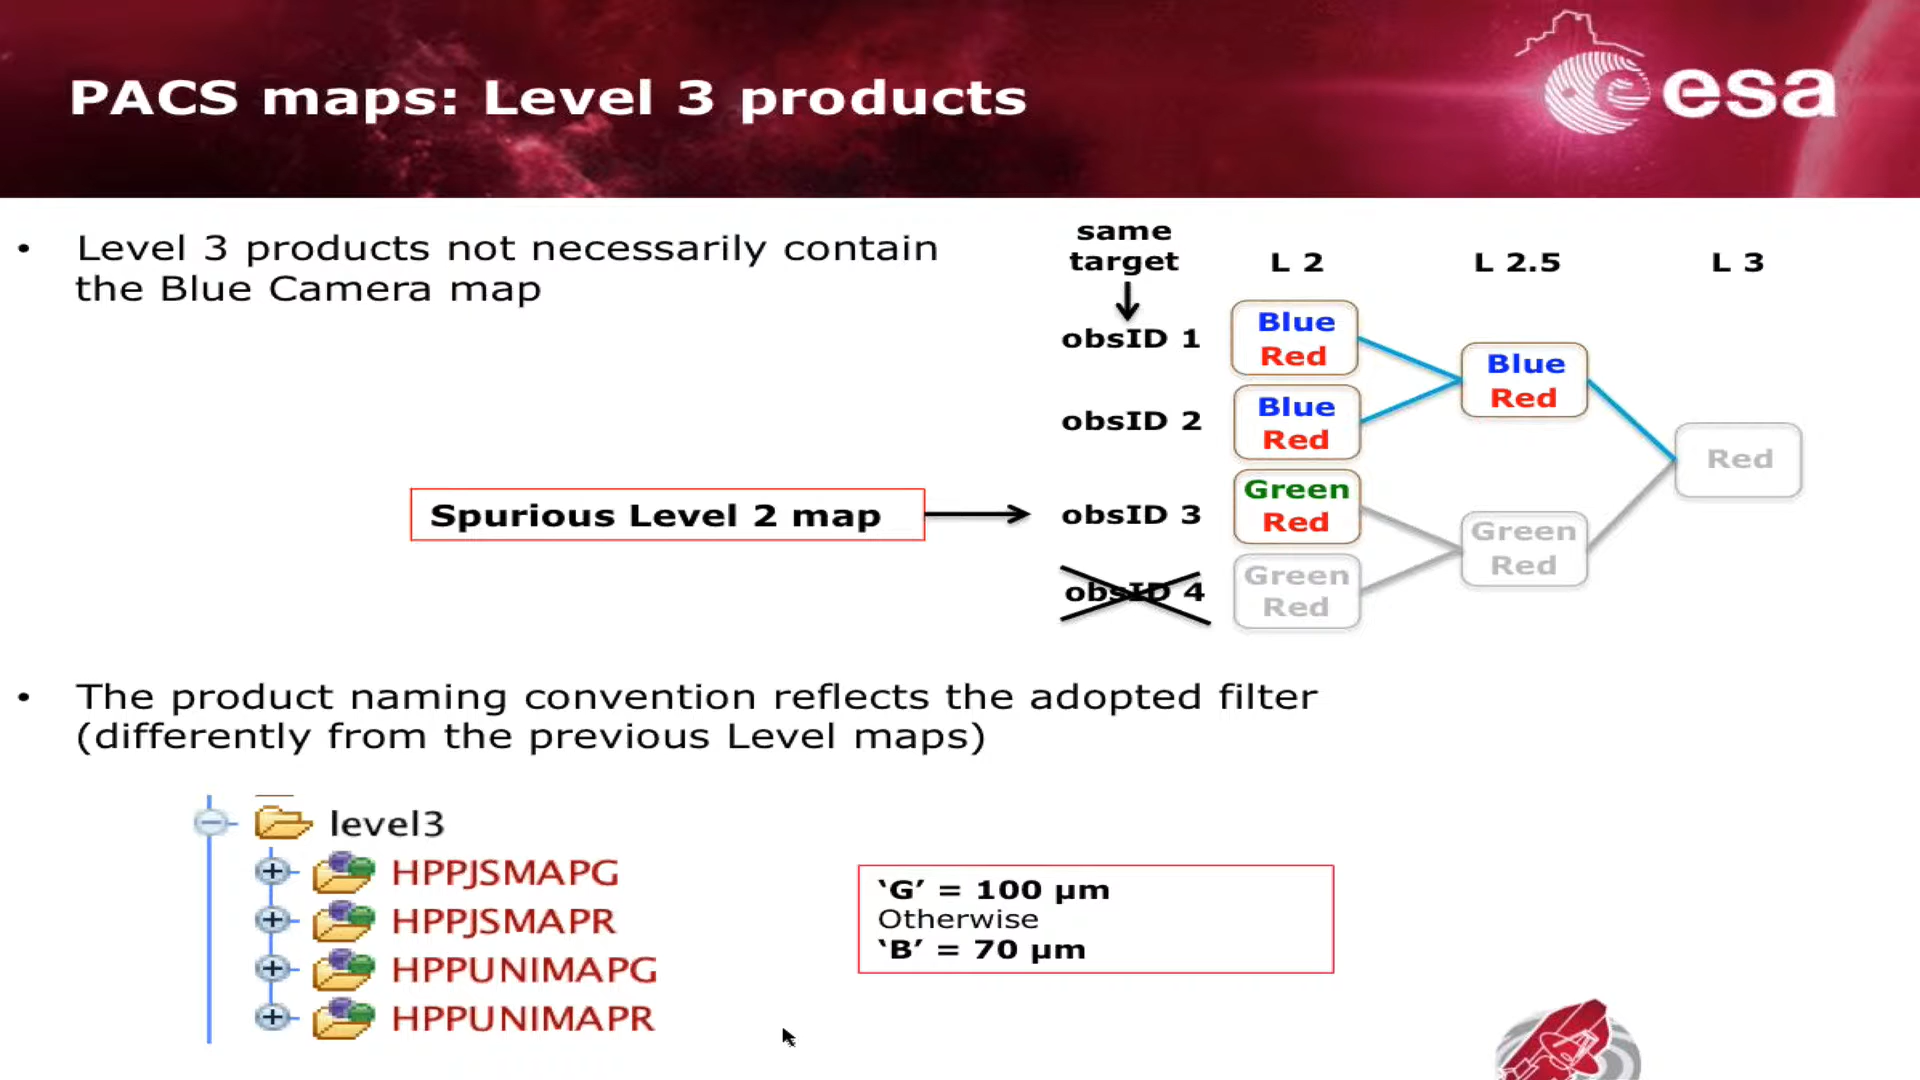 PACS maps: Level 3 products
esa
• Level 3 products not necessarily contain
the Blue Camera map
same
target
L 2
L 2.5
L 3
obsID 1
Blue
Red
obsID 2
Blue
Red
Blue
Red
Red
Spurious Level 2 map
obsID 3
Green
Red
obsID 4
Green
Red
Green
Red
• The product naming convention reflects the adopted filter
(differently from the previous Level maps)
level3
HPPJSMAPG
HPPJSMAPR
HPPUNIMAPG
HPPUNIMAPR
‘G’ = 100 µm
Otherwise
‘B’ = 70 µm